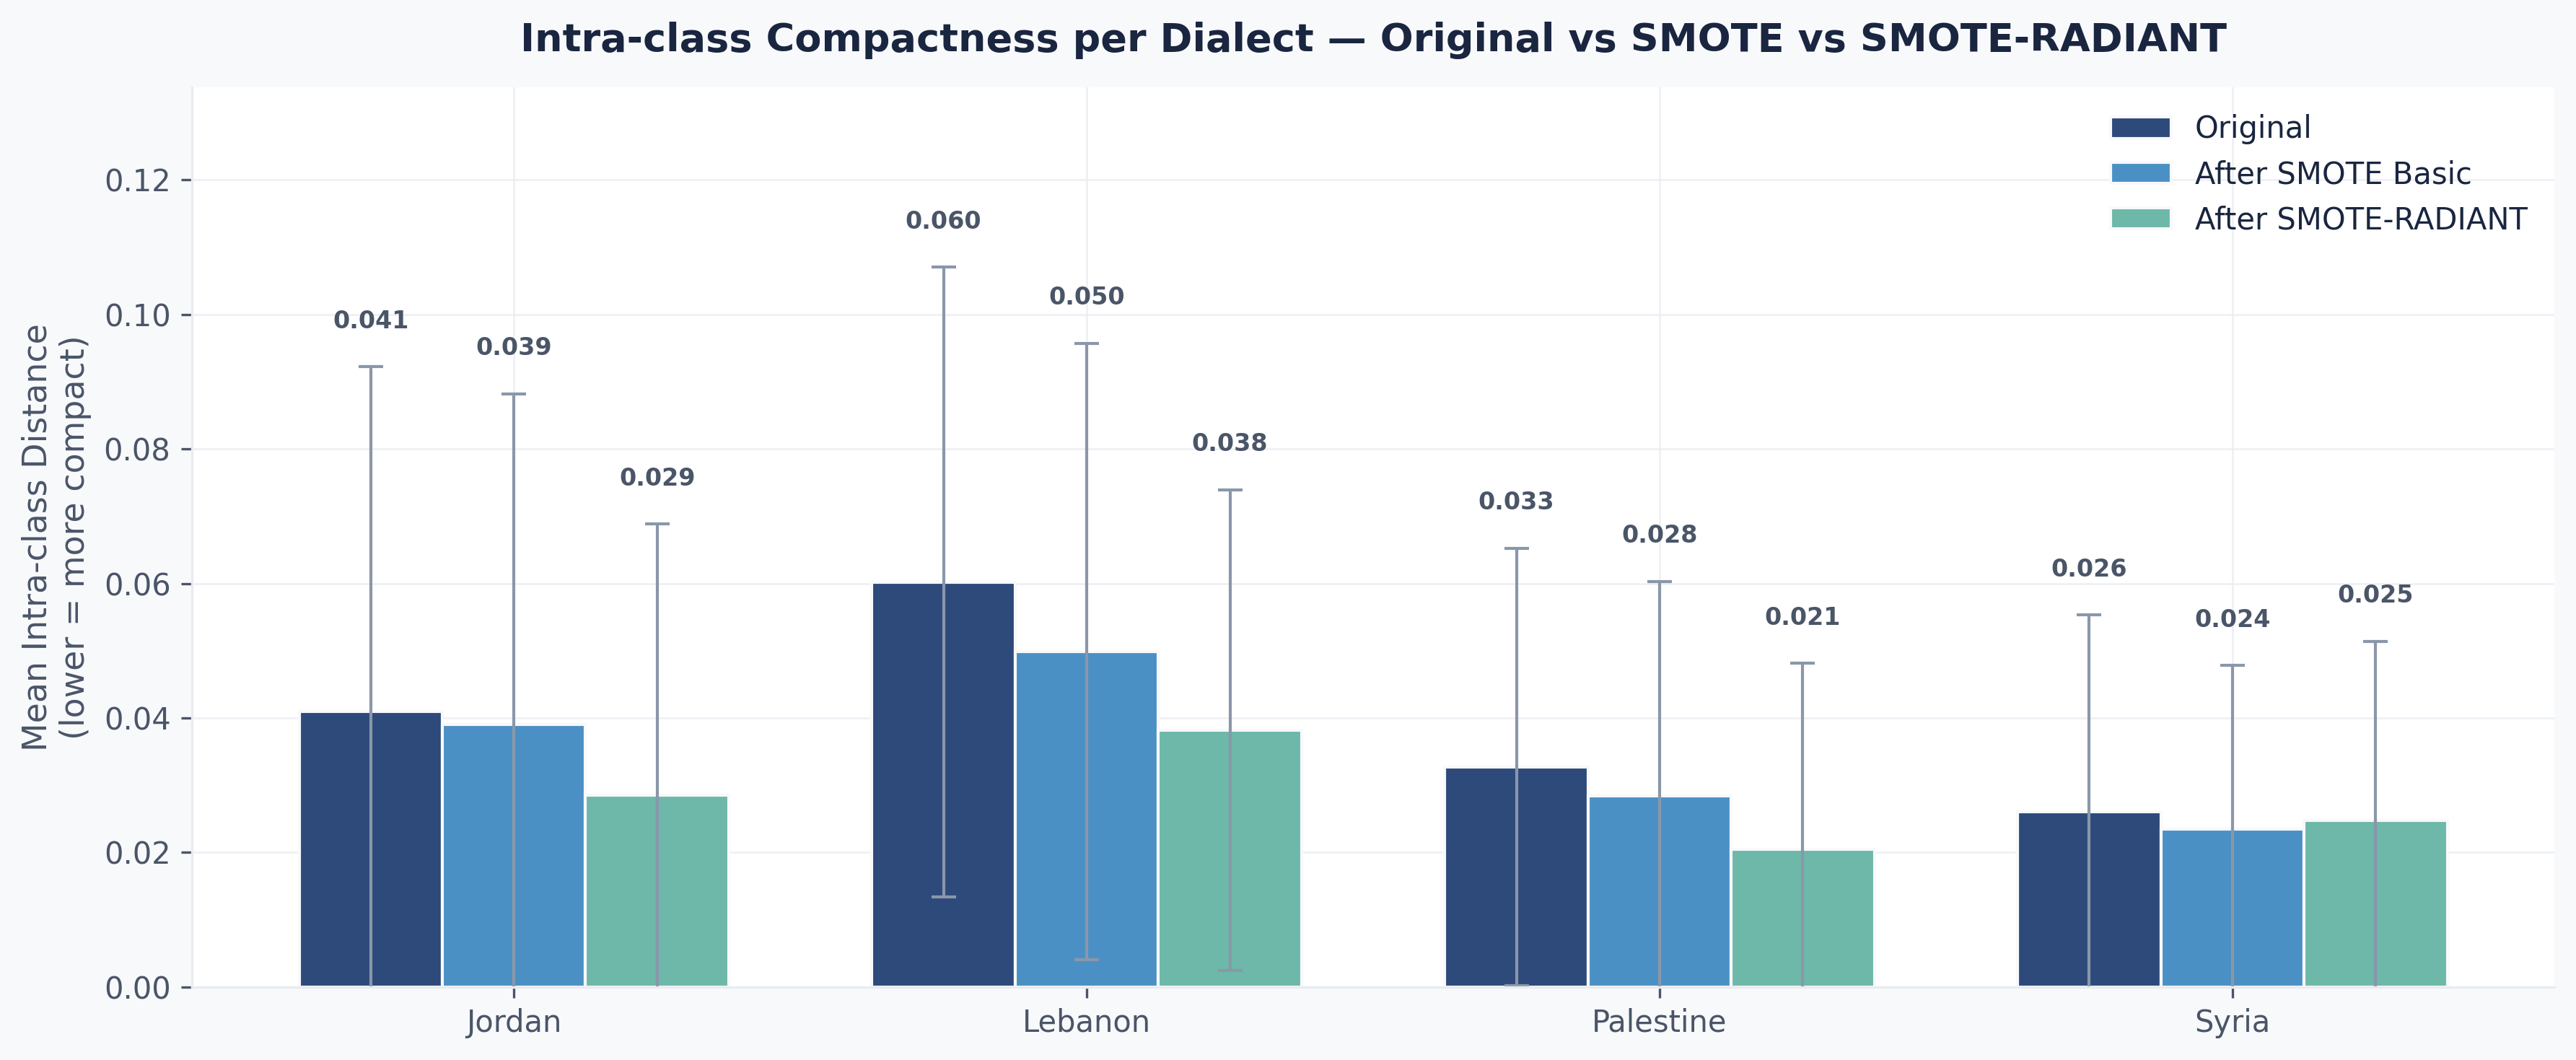 Intra-class Compactness per Dialect — Original vs SMOTE vs SMOTE-RADIANT
Mean Intra-class Distance
(lower = more compact)
0.12
0.10
0.08
0.06
0.04
0.02
0.00
Original
After SMOTE Basic
After SMOTE-RADIANT
0.041
0.039
0.029
0.060
0.050
0.038
0.033
0.028
0.021
0.026
0.024
0.025
Jordan
Lebanon
Palestine
Syria